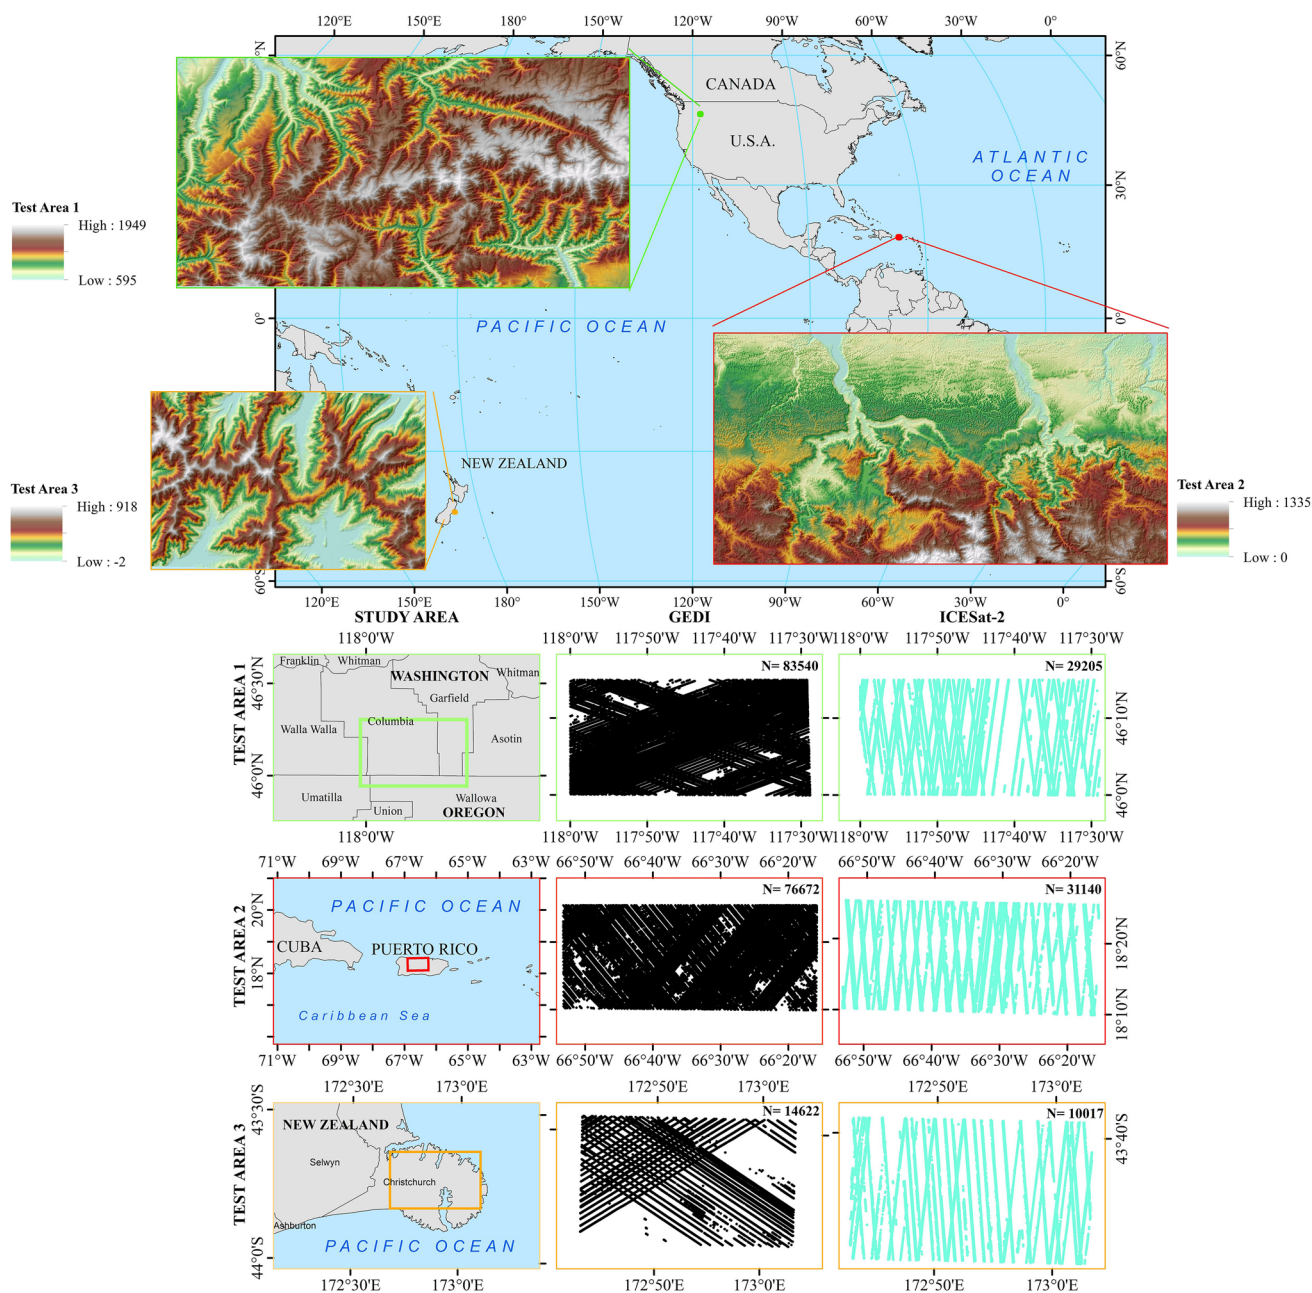 120°E 150°E 180° 150°W 120°W 90°W 60°W 30°W 0°
60°N
°N
CANADA
U.S.A.
ATLANTIC
OCEAN
30°N
Test Area 1
High : 1949
Low : 595
0°
0°
PACIFIC OCEAN
NEW ZEALAND
Test Area 3
High : 918
Low : -2
Test Area 2
High : 1335
Low : 0
30°S
60°S
60°S
120°E 150°E 180° 150°W 120°W 90°W 60°W 30°W 0°
STUDY AREA GEDI ICESat-2
118°0'W
118°0'W 117°50'W 117°40'W 117°30'W
118°0'W 117°50'W 117°40'W 117°30'W
TEST AREA 1
46°30'N
46°0'N
Franklin Whitman
WASHINGTON
Whitman
Garfield
Columbia
Walla Walla
Asotin
Umatilla
Union
Wallowa
OREGON
N= 83540
N= 29205
46°10'N
46°0'N
118°0'W
118°0'W 117°50'W 117°40'W 117°30'W
118°0'W 117°50'W 117°40'W 117°30'W
71°W 69°W 67°W 65°W 63°W
66°50'W 66°40'W 66°30'W 66°20'W
66°50'W 66°40'W 66°30'W 66°20'W
TEST AREA 2
20°N
18°N
PACIFIC OCEAN
CUBA
PUERTO RICO
Caribbean Sea
N= 76672
N= 31140
18°20'N
18°10'N
71°W 69°W 67°W 65°W 63°W
66°50'W 66°40'W 66°30'W 66°20'W
66°50'W 66°40'W 66°30'W 66°20'W
172°30'E 173°0'E
172°50'E 173°0'E
172°50'E 173°0'E
TEST AREA 3
43°30'S
44°0'S
NEW ZEALAND
Selwyn
Christchurch
Ashburton
PACIFIC OCEAN
N= 14622
N= 10017
43°40'S
172°30'E 173°0'E
172°50'E 173°0'E
172°50'E 173°0'E